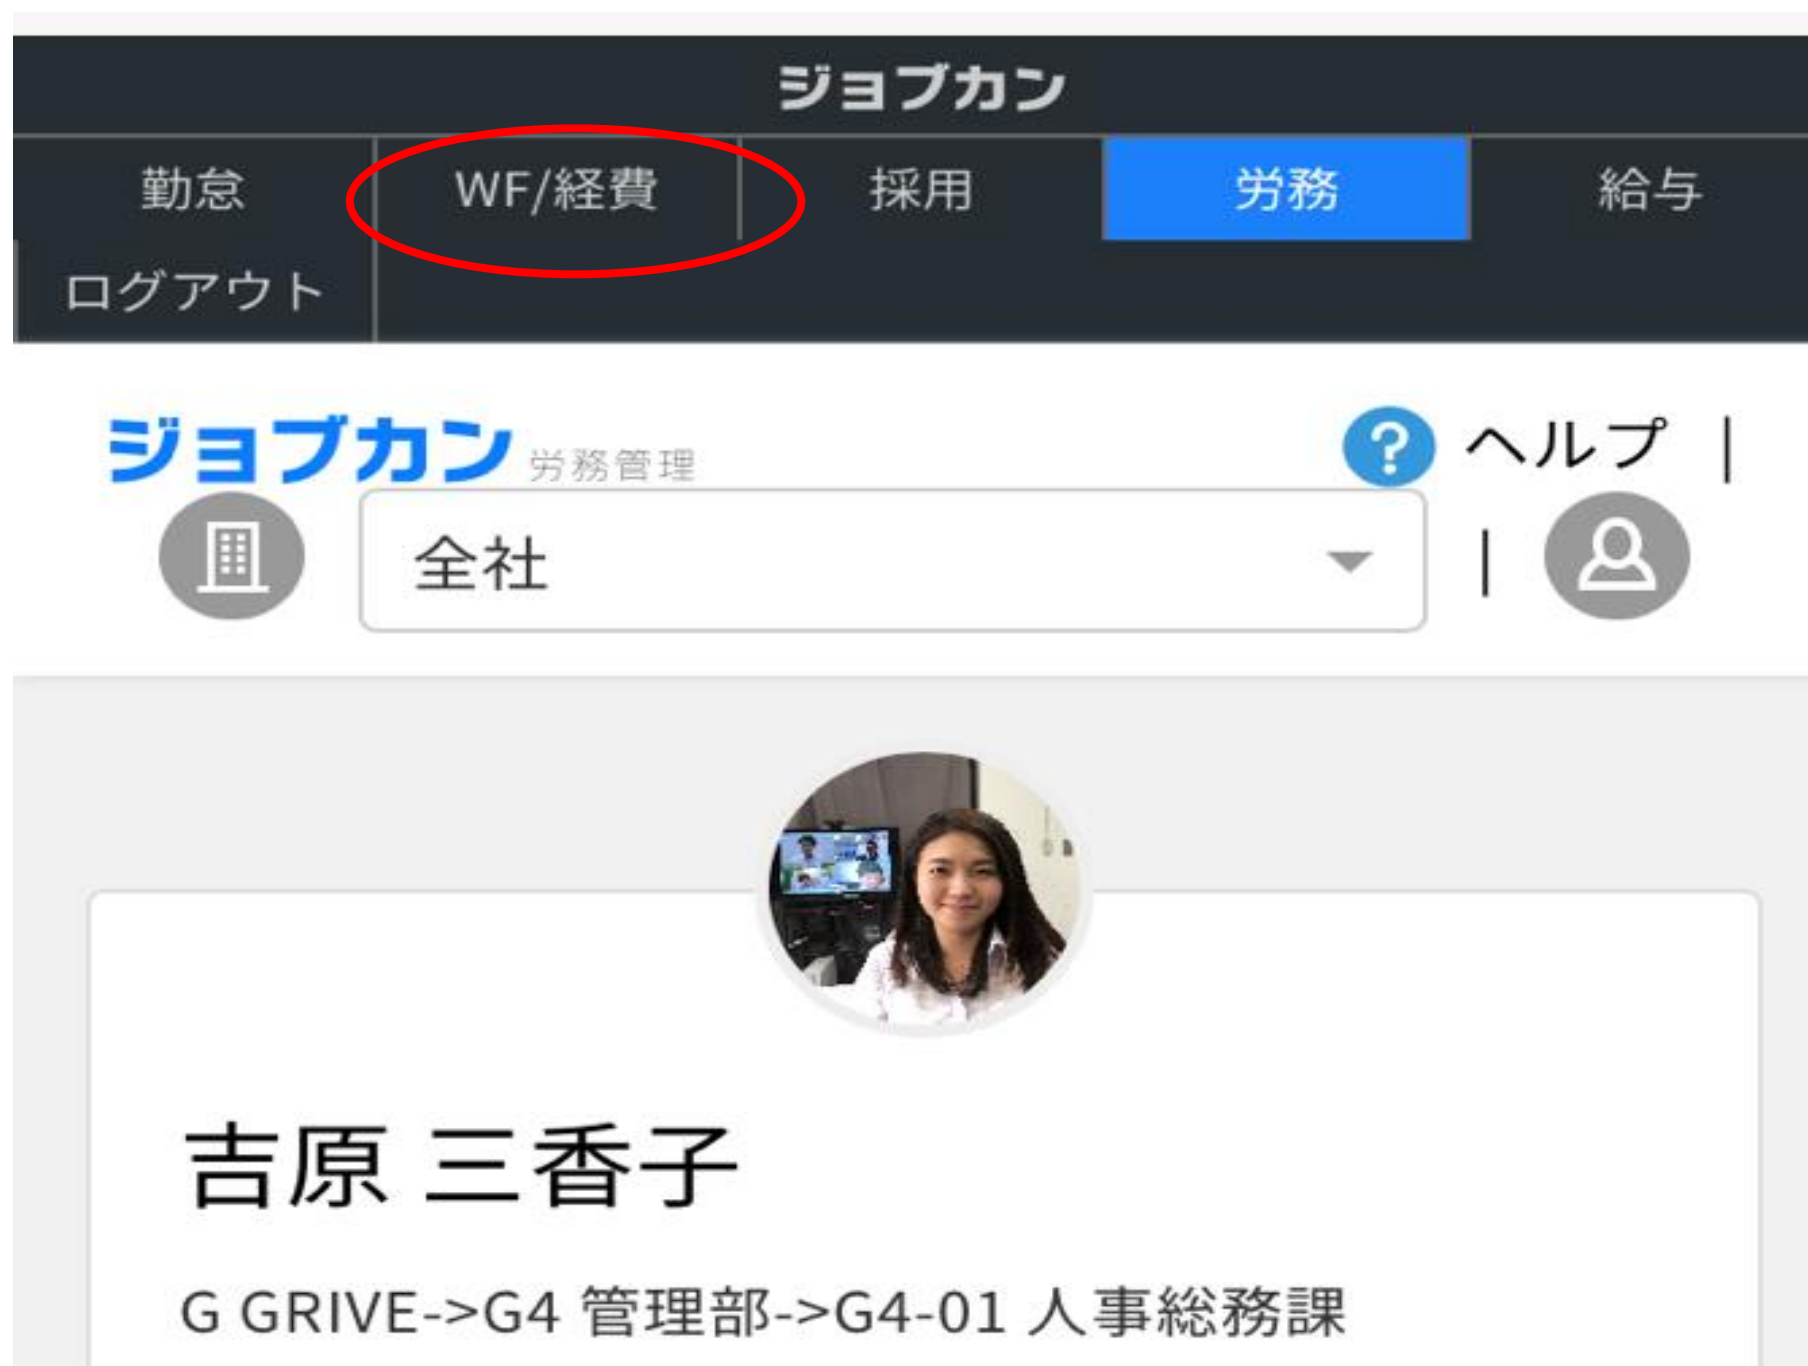 ジョブカン
勤怠 WF/経費 採用 労務 給与
ログアウト
ジョブカン 労務管理 ? ヘルプ |
全社 |
吉原 三香子
G GRIVE->G4 管理部->G4-01 人事総務課